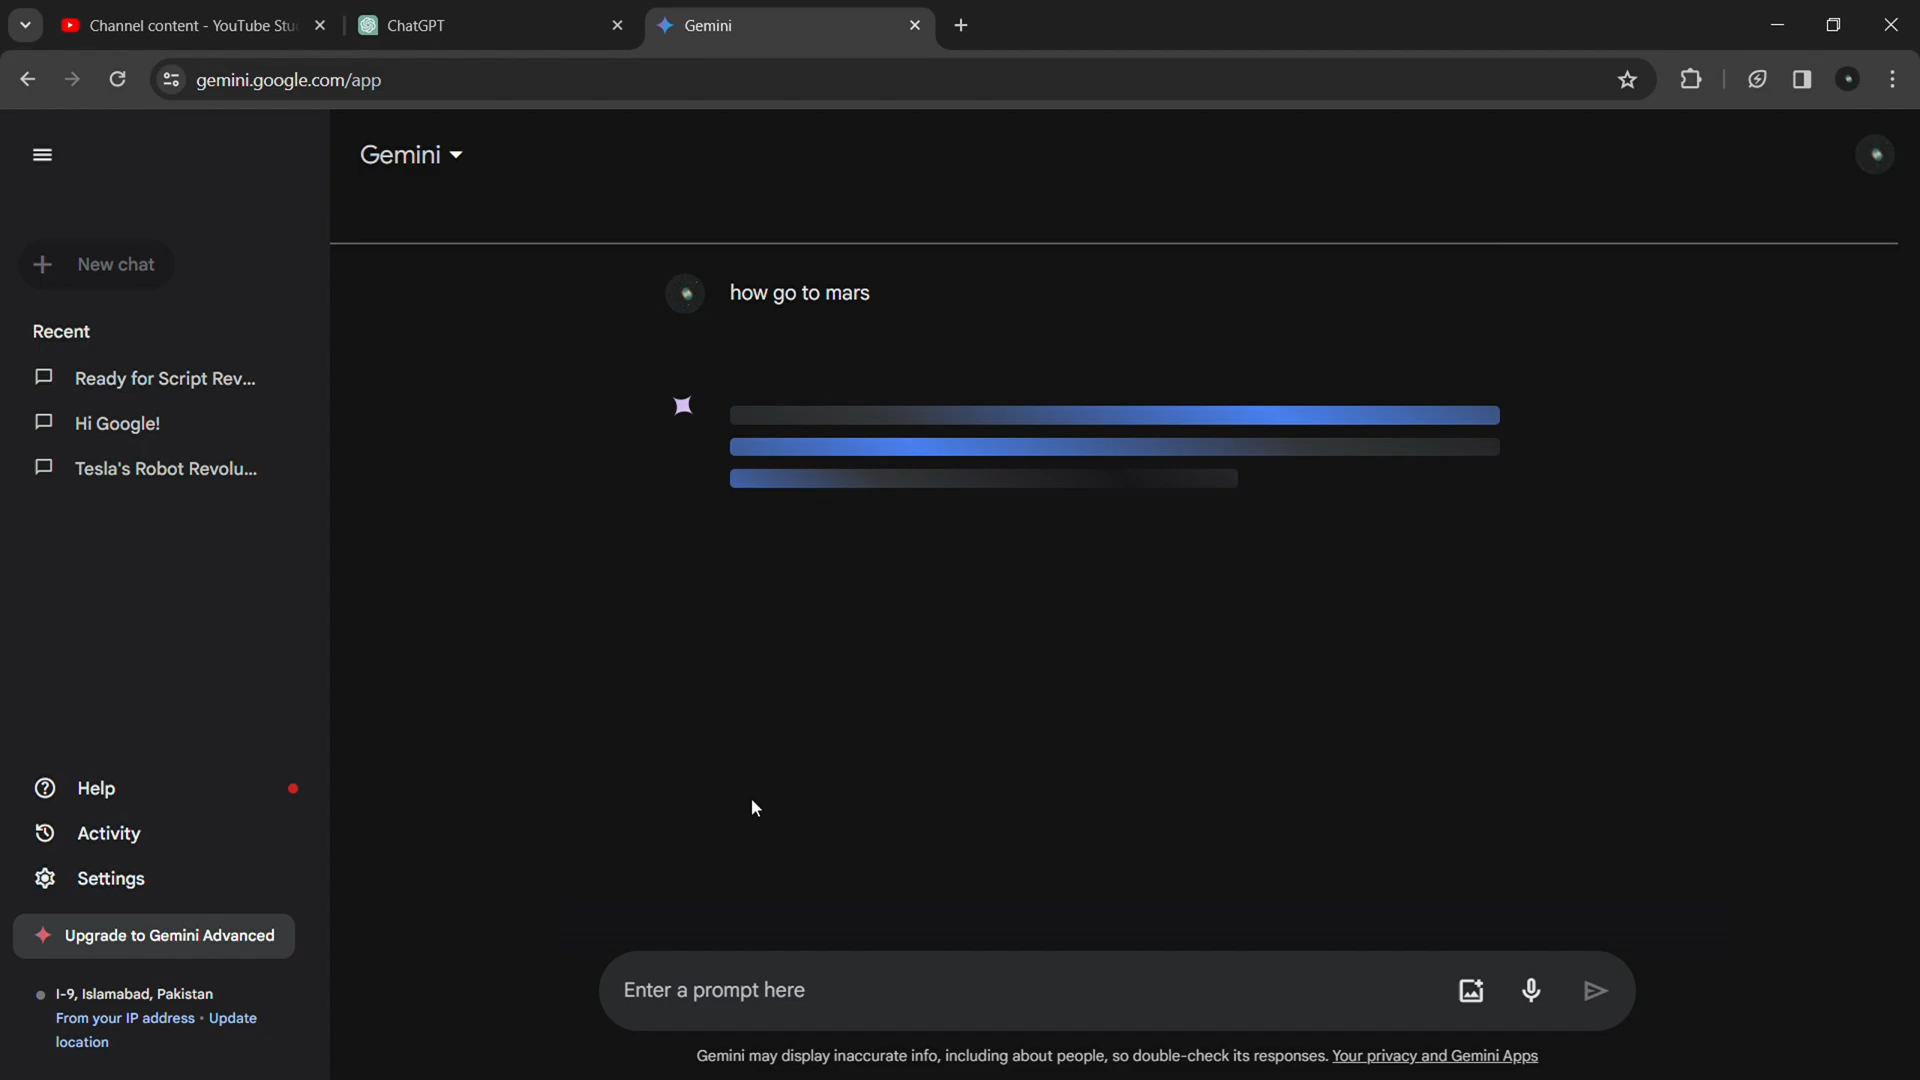 Channel content - YouTube Stu
ChatGPT
Gemini
gemini.google.com/app
Gemini
New chat
how go to mars
Recent
Ready for Script Rev...
Hi Google!
Tesla's Robot Revolu...
Help
Activity
Settings
Upgrade to Gemini Advanced
I-9, Islamabad, Pakistan
From your IP address • Update
location
Enter a prompt here
Gemini may display inaccurate info, including about people, so double-check its responses. Your privacy and Gemini Apps